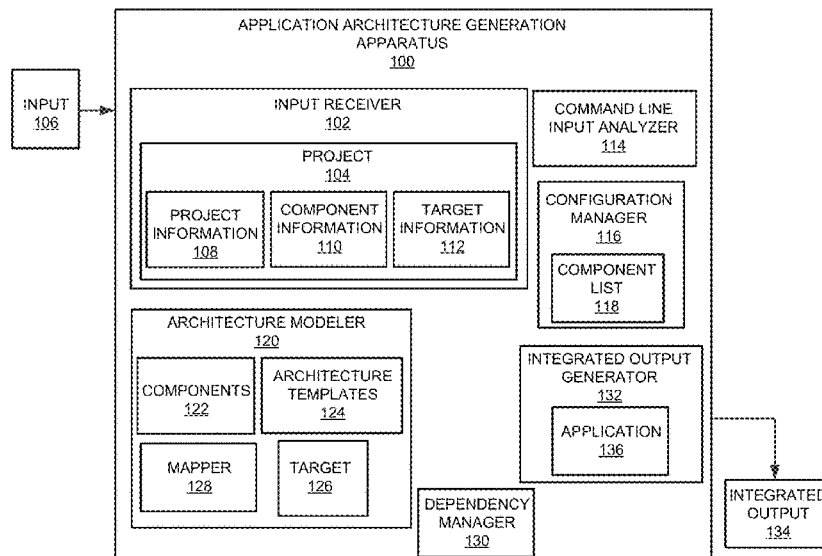 APPLICATION ARCHITECTURE GENERATION
APPARATUS
100
INPUT
106
INPUT RECEIVER
102
PROJECT
104
PROJECT
INFORMATION
108
COMPONENT
INFORMATION
110
TARGET
INFORMATION
112
COMMAND LINE
INPUT ANALYZER
114
CONFIGURATION
MANAGER
116
COMPONENT
LIST
118
ARCHITECTURE MODELER
120
COMPONENTS
122
ARCHITECTURE
TEMPLATES
124
MAPPER
128
TARGET
126
INTEGRATED OUTPUT
GENERATOR
132
APPLICATION
136
DEPENDENCY
MANAGER
130
INTEGRATED
OUTPUT
134